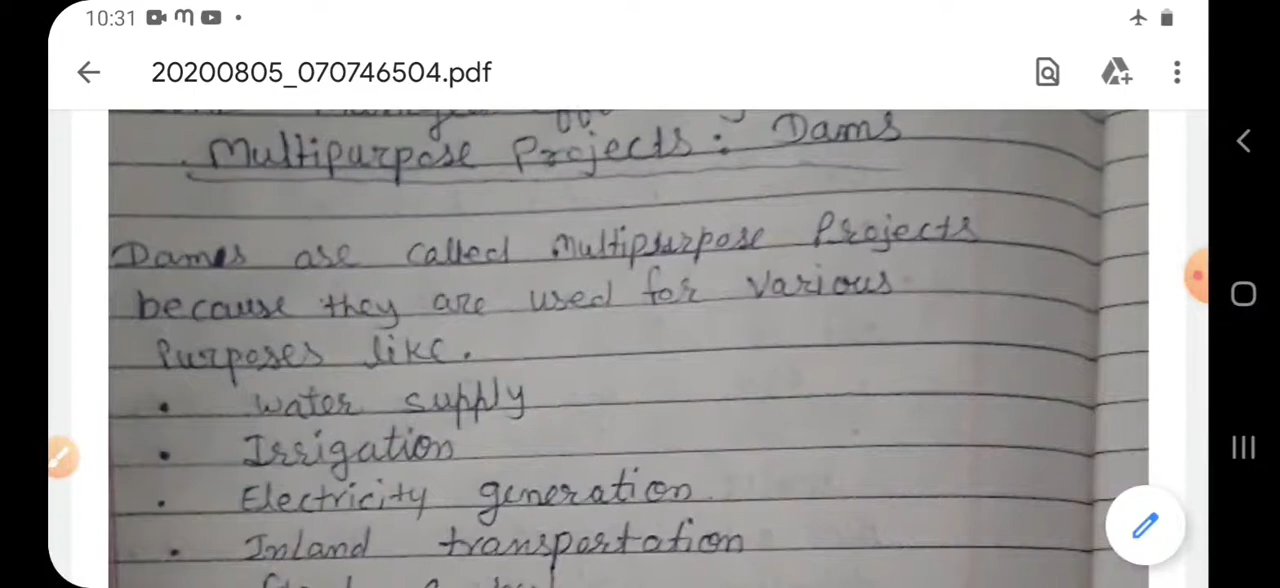 10:31
20200805_070746504.pdf
Multipurpose Projects: Dams
Dams are called Multipurpose Projects
because they are used for various
Purposes like.
• water supply
• Irrigation
• Electricity generation
• Inland transportation